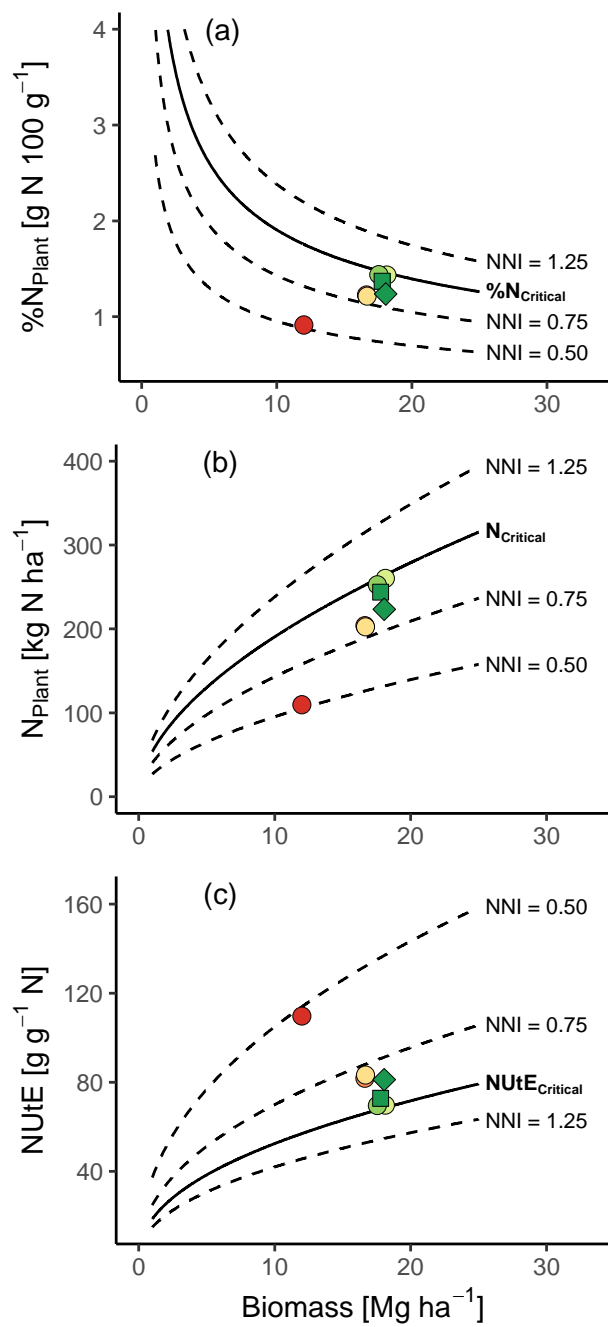 (a)
%NPlant [g N 100 g−1]
4
3
2
1
NNI = 1.25
%NCritical
NNI = 0.75
NNI = 0.50
0 10 20 30
(b)
NPlant [kg N ha−1]
400
300
200
100
0
NNI = 1.25
NCritical
NNI = 0.75
NNI = 0.50
0 10 20 30
(c)
NUtE [g g−1 N]
160
120
80
40
NNI = 0.50
NNI = 0.75
NUtECritical
NNI = 1.25
0 10 20 30
Biomass [Mg ha−1]